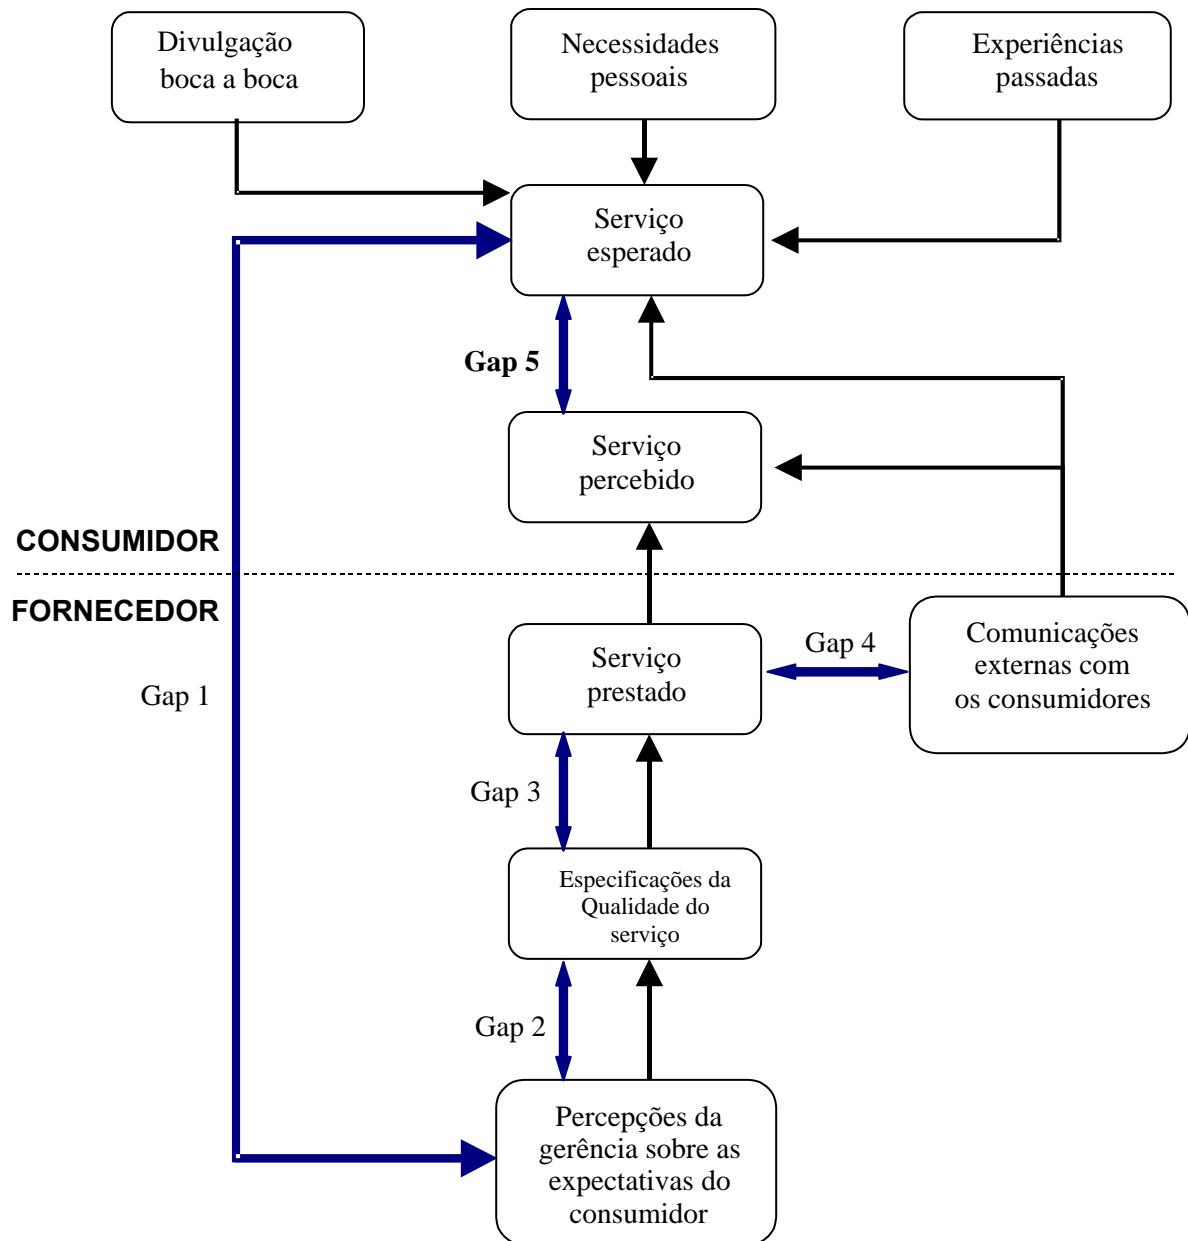 Divulgação
boca a boca
Necessidades
pessoais
Experiências
passadas
Serviço
esperado
Gap 5
Serviço
percebido
CONSUMIDOR
FORNECEDOR
Gap 1
Serviço
prestado
Gap 4
Comunicações
externas com
os consumidores
Gap 3
Especificações da
Qualidade do
serviço
Gap 2
Percepções da
gerência sobre as
expectativas do
consumidor